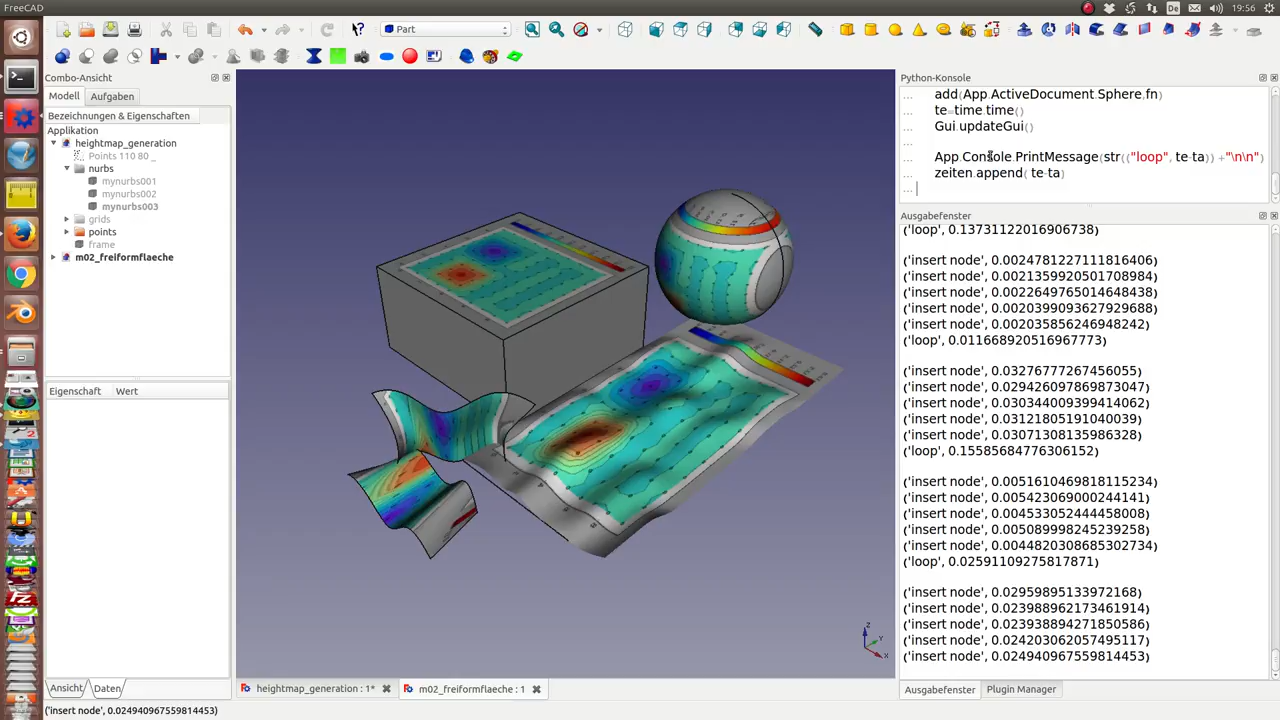 FreeCAD
De
19:56
Part
Combo-Ansicht
Modell
Aufgaben
Bezeichnungen & Eigenschaften
Applikation
heightmap_generation
Points 110 80 _
nurbs
mynurbs001
mynurbs002
mynurbs003
grids
points
frame
m02_freiformflaeche
Eigenschaft
Wert
Ansicht
Daten
heightmap_generation : 1*
m02_freiformflaeche : 1
Python-Konsole
... add(App.ActiveDocument.Sphere,fn)
... te=time.time()
... Gui.updateGui()
...
... App.Console.PrintMessage(str(("loop", te-ta)) +"\n\n")
... zeiten.append( te-ta)
...
Ausgabefenster
('loop', 0.13731122016906738)
('insert node', 0.0024781227111816406)
('insert node', 0.0021359920501708984)
('insert node', 0.0022649765014648438)
('insert node', 0.0020399093627929688)
('insert node', 0.002035856246948242)
('loop', 0.011668920516967773)
('insert node', 0.03276777267456055)
('insert node', 0.029426097869873047)
('insert node', 0.030344009399414062)
('insert node', 0.03121805191040039)
('insert node', 0.03071308135986328)
('loop', 0.15585684776306152)
('insert node', 0.0051610469818115234)
('insert node', 0.005423069000244141)
('insert node', 0.004533052444458008)
('insert node', 0.005089998245239258)
('insert node', 0.0044820308685302734)
('loop', 0.02591109275817871)
('insert node', 0.02959895133972168)
('insert node', 0.023988962173461914)
('insert node', 0.023938894271850586)
('insert node', 0.024203062057495117)
('insert node', 0.024940967559814453)
Ausgabefenster
Plugin Manager
('insert node', 0.024940967559814453)